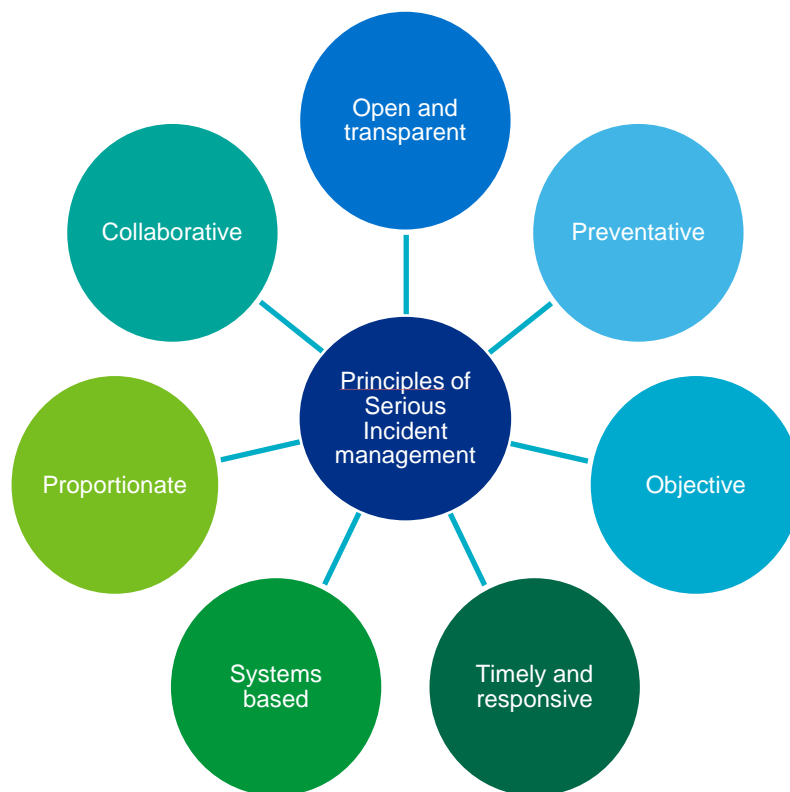 Open and
transparent
Preventative
Objective
Timely and
responsive
Systems
based
Proportionate
Collaborative
Principles of
Serious
Incident
management